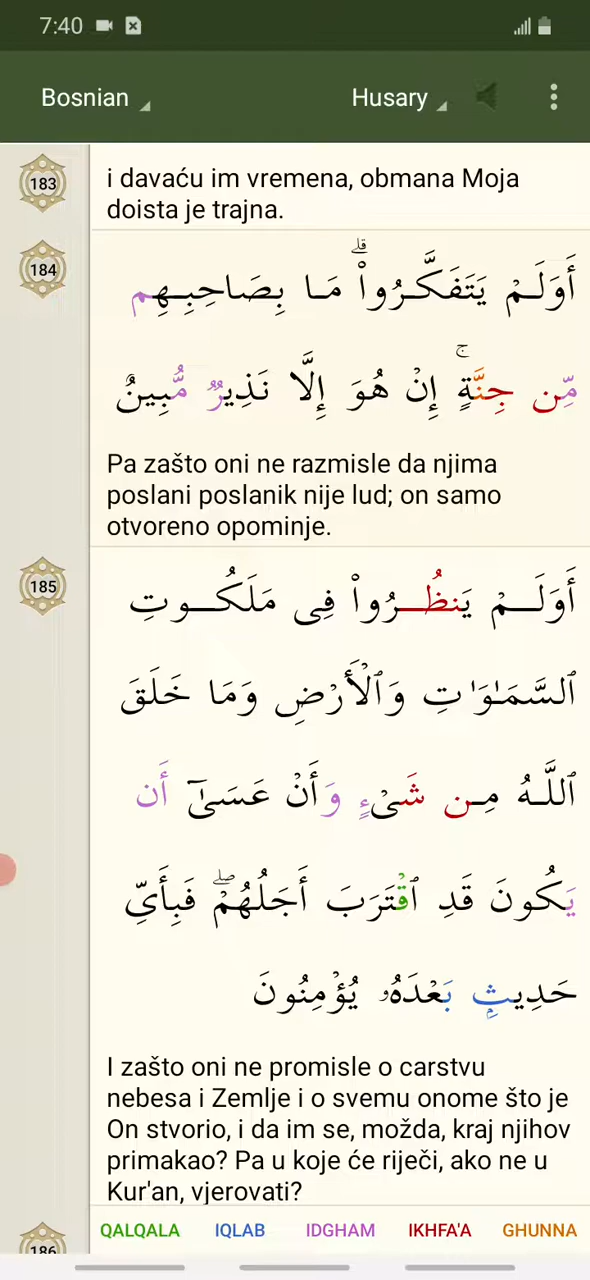 7:40
Bosnian
Husary
183
i davaću im vremena, obmana Moja
doista je trajna.
184
أَوَلَمْ يَتَفَكَّرُوا۟ ۗ مَا بِصَاحِبِهِم
مِّن جِنَّةٍ ۚ إِنْ هُوَ إِلَّا نَذِيرٌ مُّبِينٌ
Pa zašto oni ne razmisle da njima
poslani poslanik nije lud; on samo
otvoreno opominje.
185
أَوَلَمْ يَنظُرُوا۟ فِى مَلَكُوتِ
ٱلسَّمَـٰوَٰتِ وَٱلْأَرْضِ وَمَا خَلَقَ
ٱللَّهُ مِن شَىْءٍ وَأَنْ عَسَىٰٓ أَن
يَكُونَ قَدِ ٱقْتَرَبَ أَجَلُهُمْ ۖ فَبِأَىِّ
حَدِيثٍۭ بَعْدَهُۥ يُؤْمِنُونَ
I zašto oni ne promisle o carstvu
nebesa i Zemlje i o svemu onome što je
On stvorio, i da im se, možda, kraj njihov
primakao? Pa u koje će riječi, ako ne u
Kur'an, vjerovati?
186
QALQALA IQLAB IDGHAM IKHFA'A GHUNNA